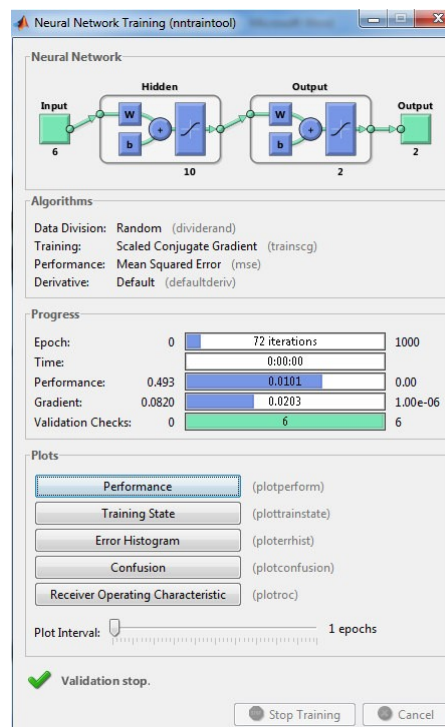 Neural Network Training (nntraintool)
Neural Network
Hidden Output
Input Output
W W
b b
+ +
6 10 2 2
Algorithms
Data Division: Random (dividerand)
Training: Scaled Conjugate Gradient (trainscg)
Performance: Mean Squared Error (mse)
Derivative: Default (defaultderiv)
Progress
Epoch: 0 72 iterations 1000
Time: 0:00:00
Performance: 0.493 0.0101 0.00
Gradient: 0.0820 0.0203 1.00e-06
Validation Checks: 0 6 6
Plots
Performance (plotperform)
Training State (plottrainstate)
Error Histogram (ploterrhist)
Confusion (plotconfusion)
Receiver Operating Characteristic (plotroc)
Plot Interval: 1 epochs
Validation stop.
Stop Training Cancel